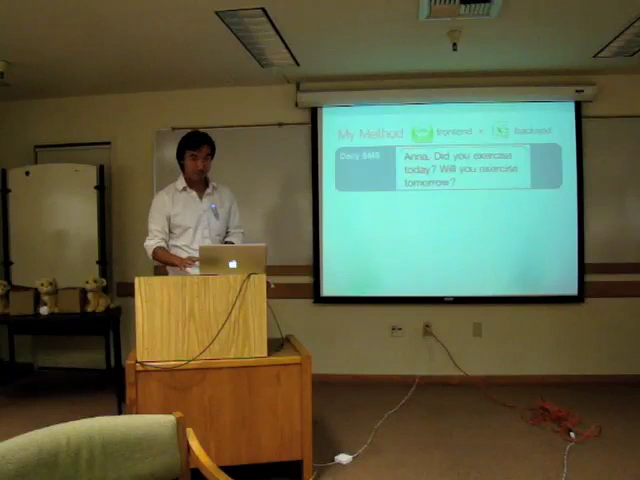 My Method frontend × backend
Daily SMS
Anna. Did you exercise
today? Will you exercise
tomorrow?